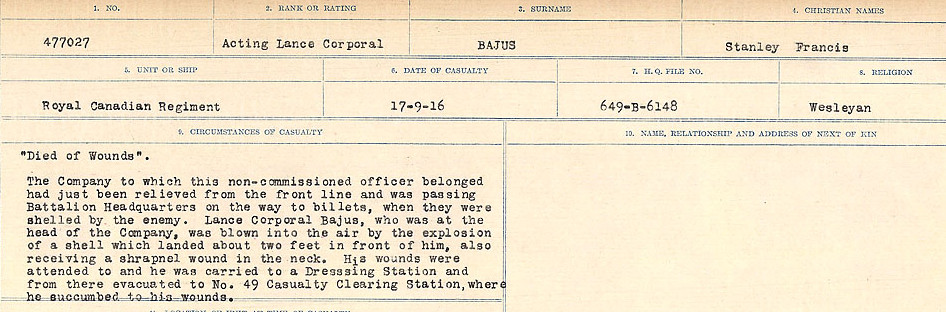 1. NO.
2. RANK OR RATING
3. SURNAME
4. CHRISTIAN NAMES
477027
Acting Lance Corporal
BAJUS
Stanley Francis
5. UNIT OR SHIP
6. DATE OF CASUALTY
7. H.Q. FILE NO.
8. RELIGION
Royal Canadian Regiment
17-9-16
649-B-6148
Wesleyan
9. CIRCUMSTANCES OF CASUALTY
10. NAME, RELATIONSHIP AND ADDRESS OF NEXT OF KIN
"Died of Wounds".
The Company to which this non-commissioned officer belonged
had just been relieved from the front line and was passing
Battalion Headquarters on the way to billets, when they were
shelled by the enemy. Lance Corporal Bajus, who was at the
head of the Company, was blown into the air by the explosion
of a shell which landed about two feet in front of him, also
receiving a shrapnel wound in the neck. His wounds were
attended to and he was carried to a Dresssing Station and
from there evacuated to No. 49 Casualty Clearing Station,where
he succumbed to his wounds.